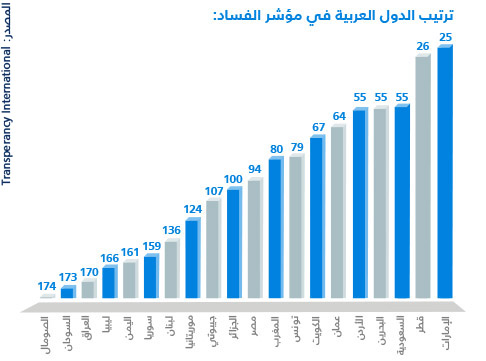 ترتيب الدول العربية في مؤشر الفساد:
المصدر: Transperancy International
25
26
55
55
55
64
67
79
80
94
100
107
124
136
159
161
166
170
173
174
الإمارات
قطر
السعودية
البحرين
الأردن
عمان
الكويت
تونس
المغرب
مصر
الجزائر
جيبوتي
موريتانيا
لبنان
سوريا
اليمن
ليبيا
العراق
السودان
الصومال